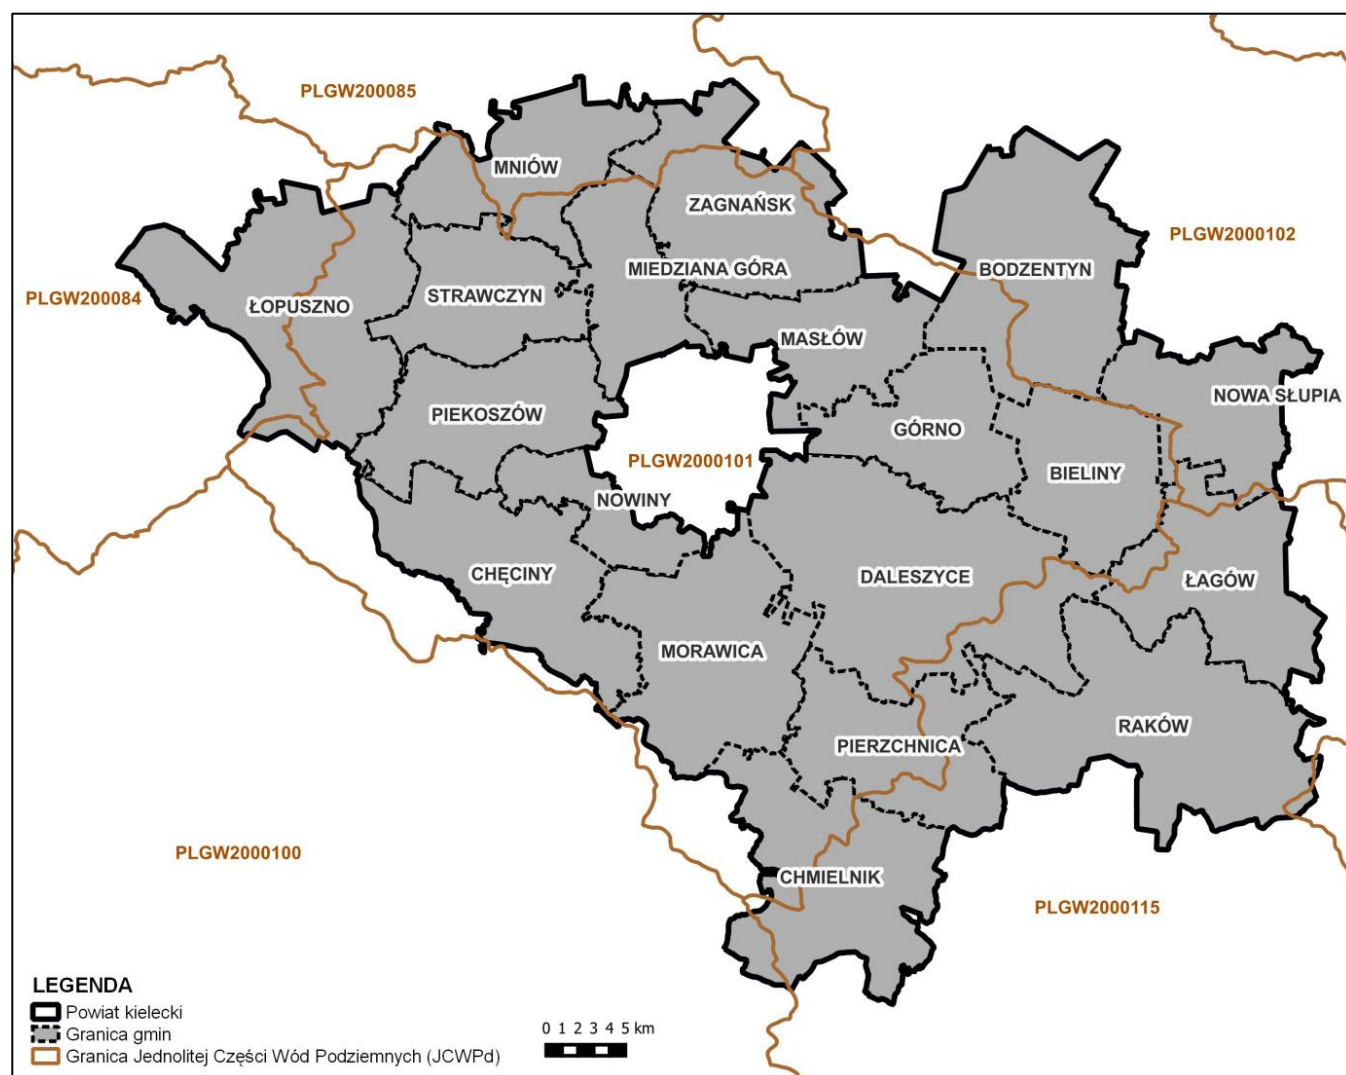 PLGW200085
MNIÓW
ZAGNAŃSK
PLGW2000102
BODZENTYN
MIEDZIANA GÓRA
PLGW200084
STRAWCZYN
ŁOPUSZNO
MASŁÓW
NOWA SŁUPIA
PIEKOSZÓW
GÓRNO
PLGW2000101
BIELINY
NOWINY
CHĘCINY
DALESZYCE
ŁAGÓW
MORAWICA
RAKÓW
PIERZCHNICA
PLGW2000100
CHMIELNIK
PLGW2000115
LEGENDA
Powiat kielecki
Granica gmin
Granica Jednolitej Części Wód Podziemnych (JCWPd)
0 1 2 3 4 5 km